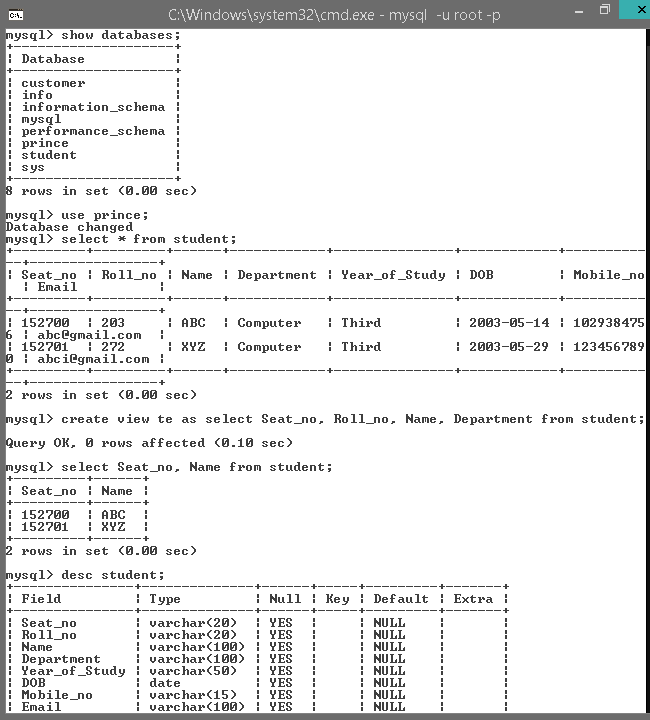 C:\Windows\system32\cmd.exe - mysql -u root -p
mysql> show databases;
+--------------------+
| Database           |
+--------------------+
| customer           |
| info               |
| information_schema |
| mysql              |
| performance_schema |
| prince             |
| student            |
| sys                |
+--------------------+
8 rows in set (0.00 sec)
mysql> use prince;
Database changed
mysql> select * from student;
+---------+---------+------+------------+---------------+------------+----------
--+----------------+
| Seat_no | Roll_no | Name | Department | Year_of_Study | DOB        | Mobile_no
  | Email          |
+---------+---------+------+------------+---------------+------------+----------
--+----------------+
| 152700  | 203     | ABC  | Computer   | Third         | 2003-05-14 | 102938475
6 | abc@gmail.com  |
| 152701  | 272     | XYZ  | Computer   | Third         | 2003-05-29 | 123456789
0 | abci@gmail.com |
+---------+---------+------+------------+---------------+------------+----------
--+----------------+
2 rows in set (0.00 sec)
mysql> create view te as select Seat_no, Roll_no, Name, Department from student;
Query OK, 0 rows affected (0.10 sec)
mysql> select Seat_no, Name from student;
+---------+------+
| Seat_no | Name |
+---------+------+
| 152700  | ABC  |
| 152701  | XYZ  |
+---------+------+
2 rows in set (0.00 sec)
mysql> desc student;
+---------------+--------------+------+-----+---------+-------+
| Field         | Type         | Null | Key | Default | Extra |
+---------------+--------------+------+-----+---------+-------+
| Seat_no       | varchar(20)  | YES  |     | NULL    |       |
| Roll_no       | varchar(20)  | YES  |     | NULL    |       |
| Name          | varchar(100) | YES  |     | NULL    |       |
| Department    | varchar(100) | YES  |     | NULL    |       |
| Year_of_Study | varchar(50)  | YES  |     | NULL    |       |
| DOB           | date         | YES  |     | NULL    |       |
| Mobile_no     | varchar(15)  | YES  |     | NULL    |       |
| Email         | varchar(100) | YES  |     | NULL    |       |